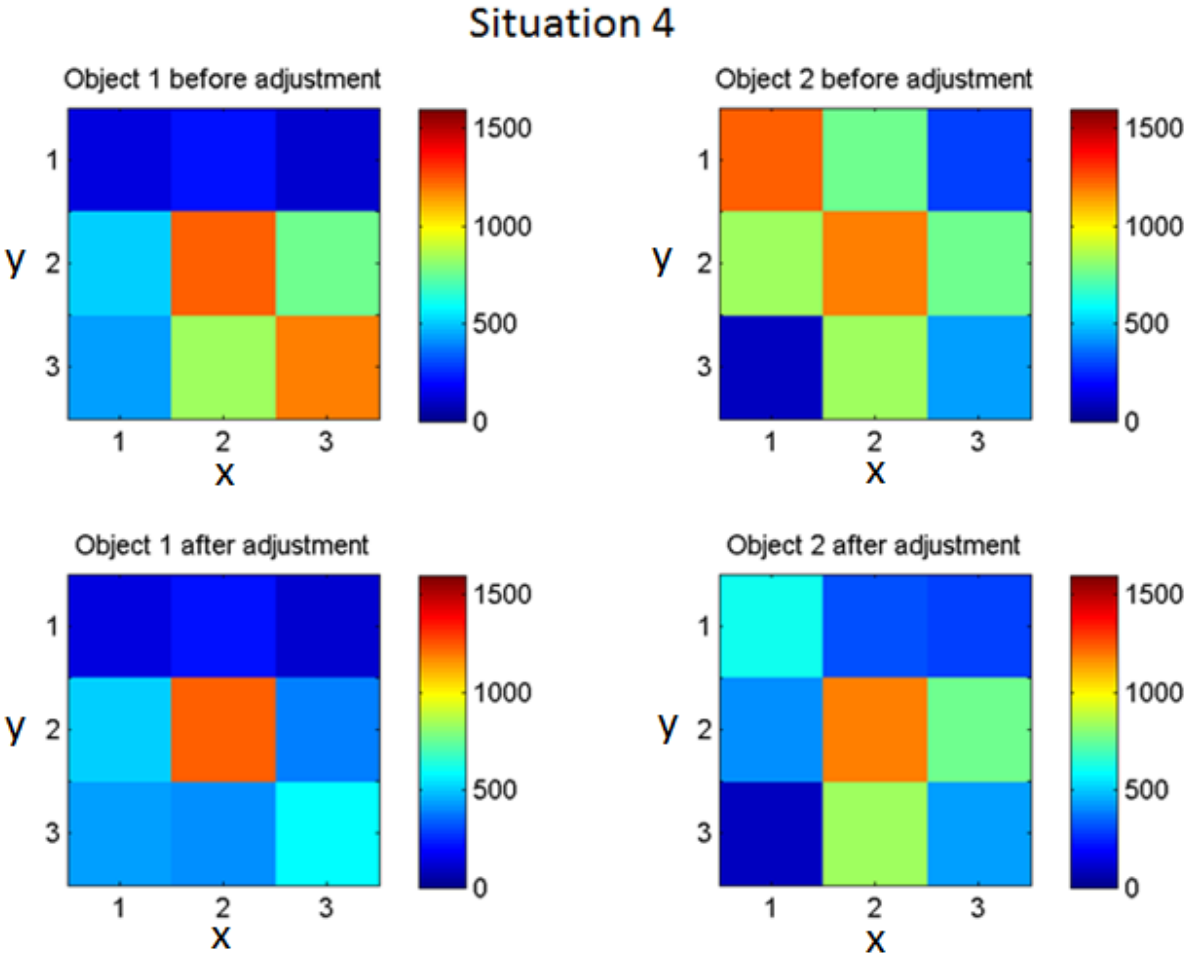 Situation 4
Object 1 before adjustment
1
2
3
y
1 2 3
x
1500
1000
500
0
Object 2 before adjustment
1
2
3
y
1 2 3
x
1500
1000
500
0
Object 1 after adjustment
1
2
3
y
1 2 3
x
1500
1000
500
0
Object 2 after adjustment
1
2
3
y
1 2 3
x
1500
1000
500
0